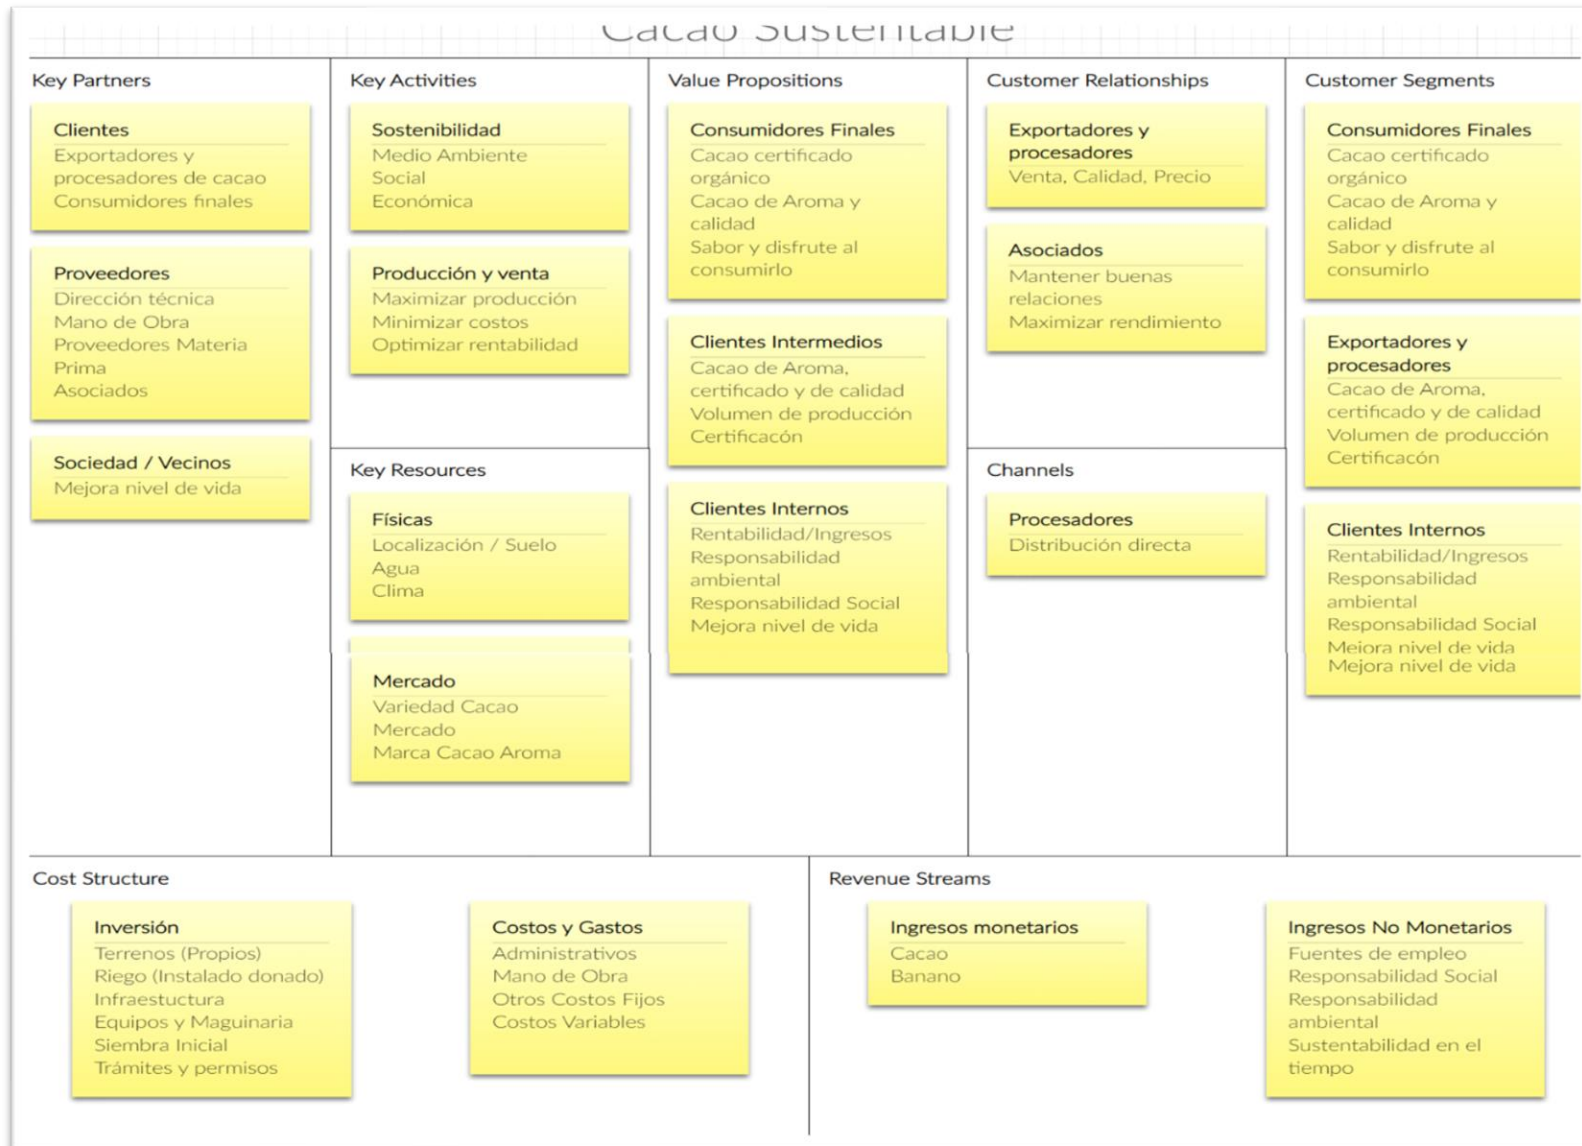 Cacao Sustentable
Key Partners
Clientes
Exportadores y
procesadores de cacao
Consumidores finales
Proveedores
Dirección técnica
Mano de Obra
Proveedores Materia
Prima
Asociados
Sociedad / Vecinos
Mejora nivel de vida
Key Activities
Sostenibilidad
Medio Ambiente
Social
Económica
Producción y venta
Maximizar producción
Minimizar costos
Optimizar rentabilidad
Key Resources
Físicas
Localización / Suelo
Agua
Clima
Mercado
Variedad Cacao
Mercado
Marca Cacao Aroma
Value Propositions
Consumidores Finales
Cacao certificado
orgánico
Cacao de Aroma y
calidad
Sabor y disfrute al
consumirlo
Clientes Intermedios
Cacao de Aroma,
certificado y de calidad
Volumen de producción
Certificacón
Clientes Internos
Rentabilidad/Ingresos
Responsabilidad
ambiental
Responsabilidad Social
Mejora nivel de vida
Customer Relationships
Exportadores y
procesadores
Venta, Calidad, Precio
Asociados
Mantener buenas
relaciones
Maximizar rendimiento
Channels
Procesadores
Distribución directa
Customer Segments
Consumidores Finales
Cacao certificado
orgánico
Cacao de Aroma y
calidad
Sabor y disfrute al
consumirlo
Exportadores y
procesadores
Cacao de Aroma,
certificado y de calidad
Volumen de producción
Certificacón
Clientes Internos
Rentabilidad/Ingresos
Responsabilidad
ambiental
Responsabilidad Social
Mejora nivel de vida
Mejora nivel de vida
Cost Structure
Inversión
Terrenos (Propios)
Riego (Instalado donado)
Infraestuctura
Equipos y Maguinaria
Siembra Inicial
Trámites y permisos
Costos y Gastos
Administrativos
Mano de Obra
Otros Costos Fijos
Costos Variables
Revenue Streams
Ingresos monetarios
Cacao
Banano
Ingresos No Monetarios
Fuentes de empleo
Responsabilidad Social
Responsabilidad
ambiental
Sustentabilidad en el
tiempo